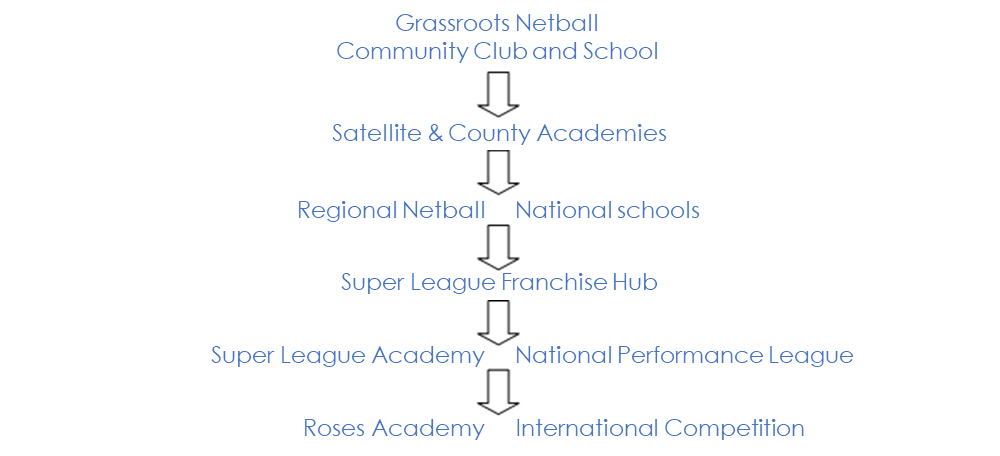 Grassroots Netball
Community Club and School
Satellite & County Academies
Regional Netball National schools
Super League Franchise Hub
Super League Academy National Performance League
Roses Academy International Competition